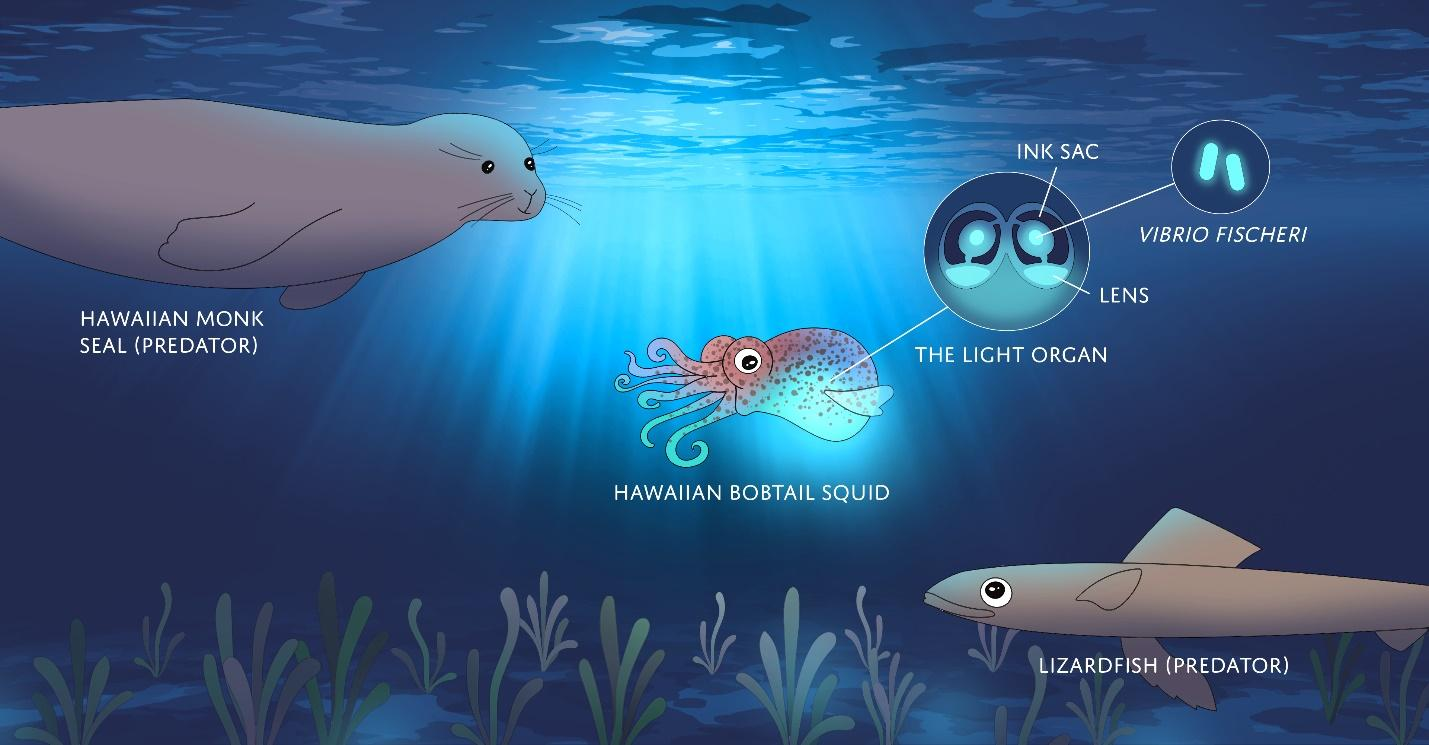 INK SAC
VIBRIO FISCHERI
LENS
HAWAIIAN MONK
SEAL (PREDATOR)
THE LIGHT ORGAN
HAWAIIAN BOBTAIL SQUID
LIZARDFISH (PREDATOR)